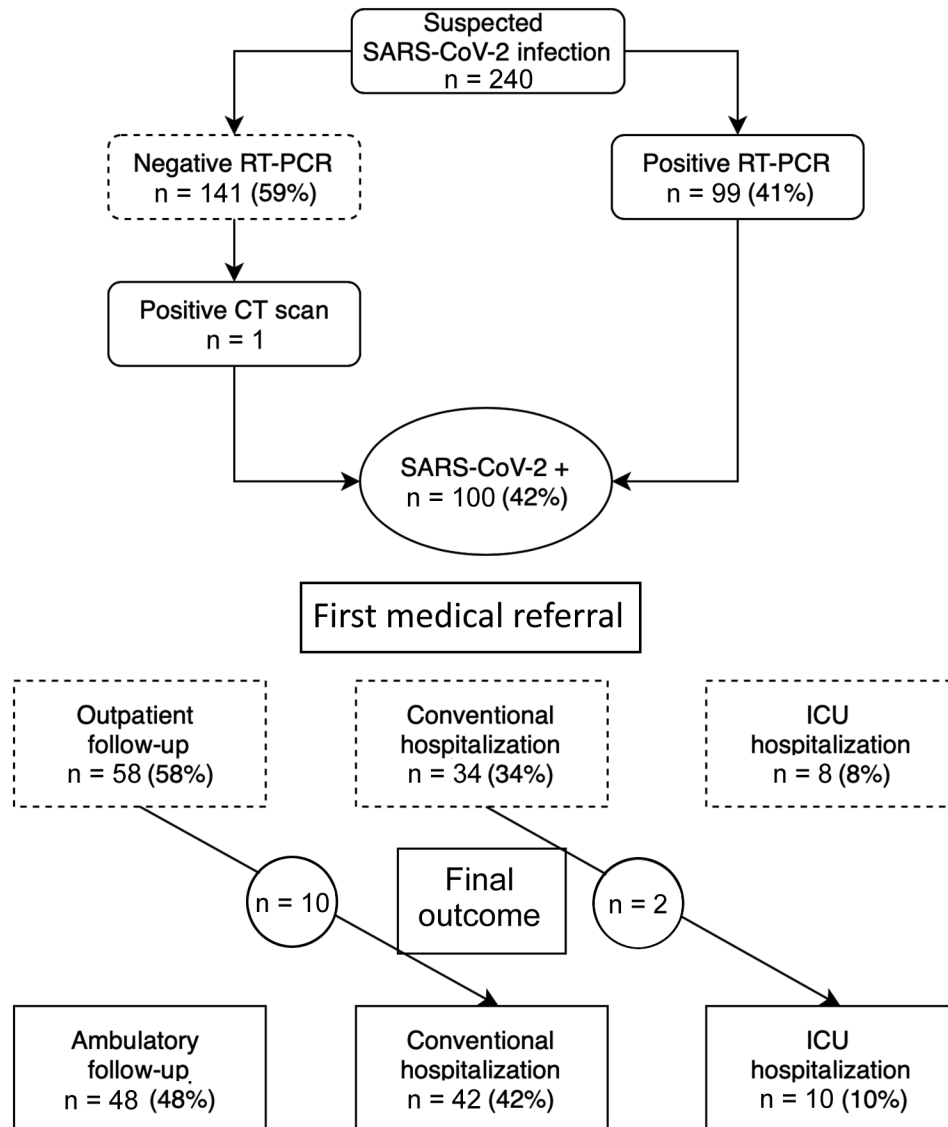 Suspected
SARS-CoV-2 infection
n = 240
Negative RT-PCR
n = 141 (59%)
Positive RT-PCR
n = 99 (41%)
Positive CT scan
n = 1
SARS-CoV-2 +
n = 100 (42%)
First medical referral
Outpatient
follow-up
n = 58 (58%)
Conventional
hospitalization
n = 34 (34%)
ICU
hospitalization
n = 8 (8%)
n = 10
Final
outcome
n = 2
Ambulatory
follow-up
n = 48 (48%)
Conventional
hospitalization
n = 42 (42%)
ICU
hospitalization
n = 10 (10%)